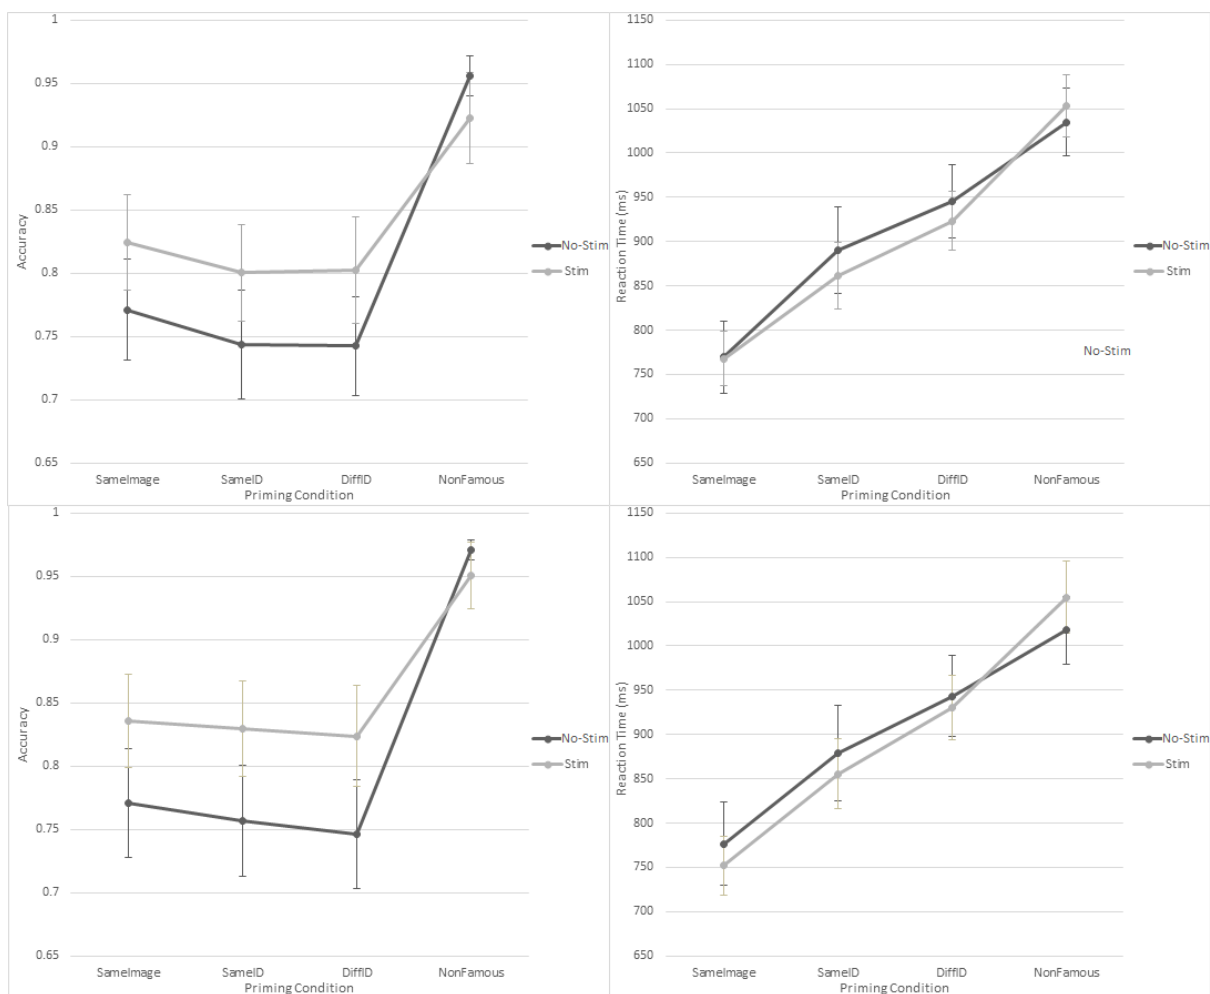 1
0.95
0.9
0.85
0.8
0.75
0.7
0.65
Accuracy
SameImage SameID DiffID NonFamous
Priming Condition
No-Stim
Stim
1150
1100
1050
1000
950
900
850
800
750
700
650
Reaction Time (ms)
SameImage SameID DiffID NonFamous
Priming Condition
No-Stim
Stim
No-Stim
1
0.95
0.9
0.85
0.8
0.75
0.7
0.65
Accuracy
SameImage SameID DiffID NonFamous
Priming Condition
No-Stim
Stim
1150
1100
1050
1000
950
900
850
800
750
700
650
Reaction Time (ms)
SameImage SameID DiffID NonFamous
Priming Condition
No-Stim
Stim